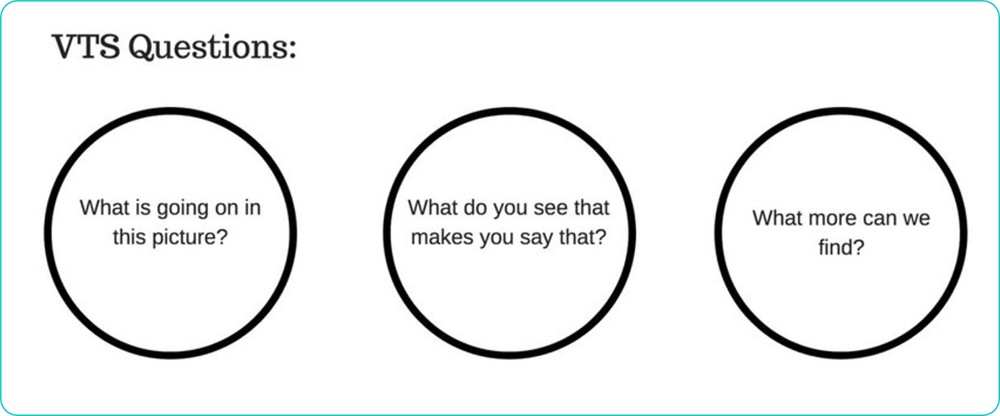 VTS Questions:
What is going on in
this picture?
What do you see that
makes you say that?
What more can we
find?